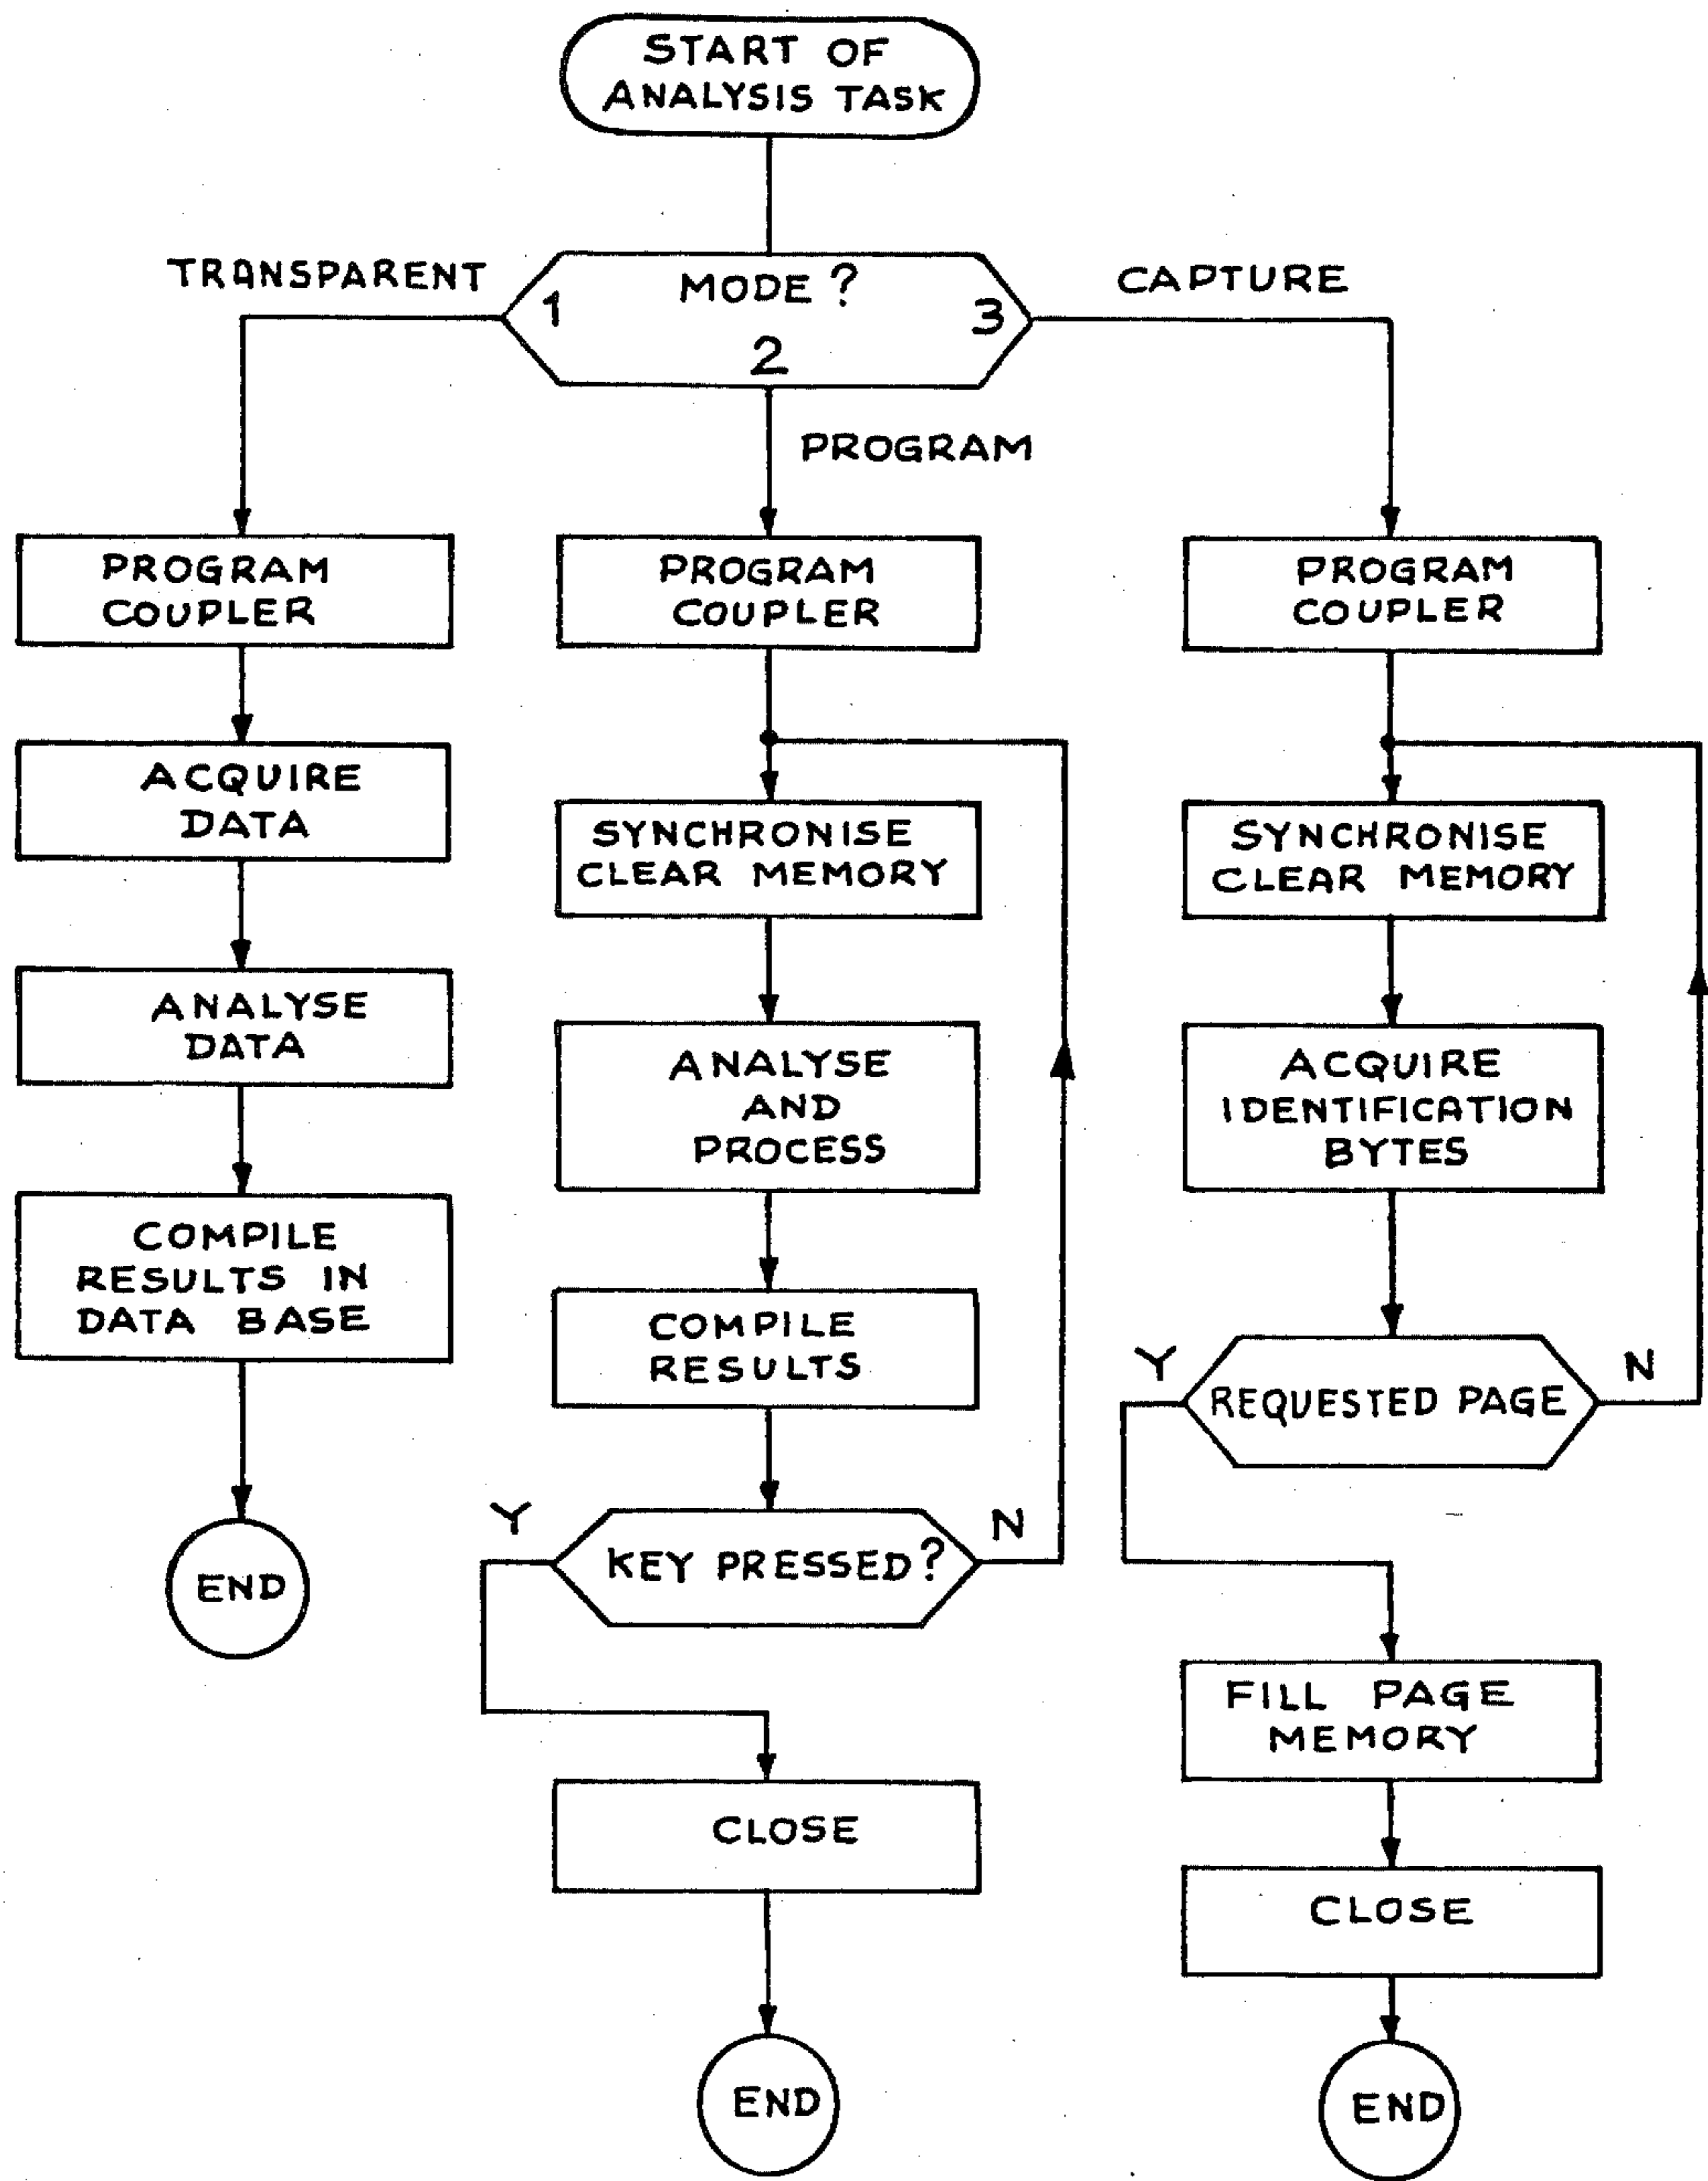 START OF
ANALYSIS TASK
TRANSPARENT
MODE ?
CAPTURE
1
3
2
PROGRAM
PROGRAM
COUPLER
ACQUIRE
DATA
ANALYSE
DATA
COMPILE
RESULTS IN
DATA BASE
END
PROGRAM
COUPLER
SYNCHRONISE
CLEAR MEMORY
ANALYSE
AND
PROCESS
COMPILE
RESULTS
Y
N
KEY PRESSED?
CLOSE
END
PROGRAM
COUPLER
SYNCHRONISE
CLEAR MEMORY
ACQUIRE
IDENTIFICATION
BYTES
Y
N
REQUESTED PAGE
FILL PAGE
MEMORY
CLOSE
END